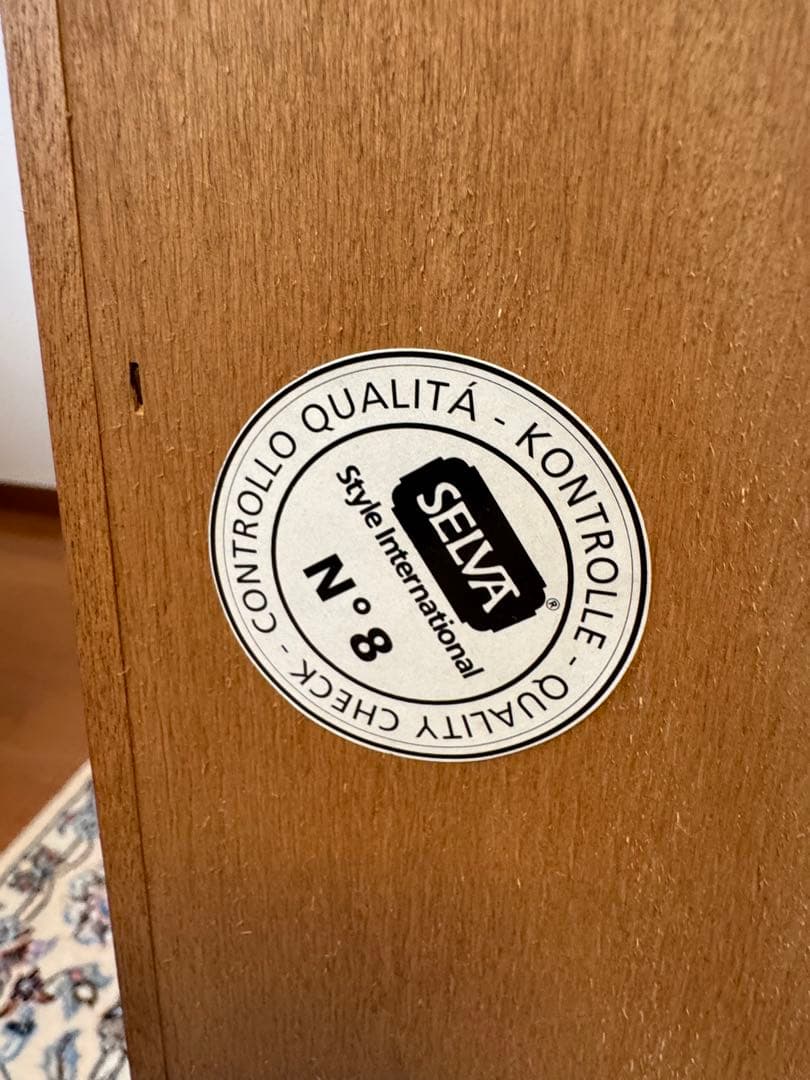 CONTROLLO QUALITÁ - KONTROLLE - QUALITY CHECK -
SELVA®
Style International
N°8